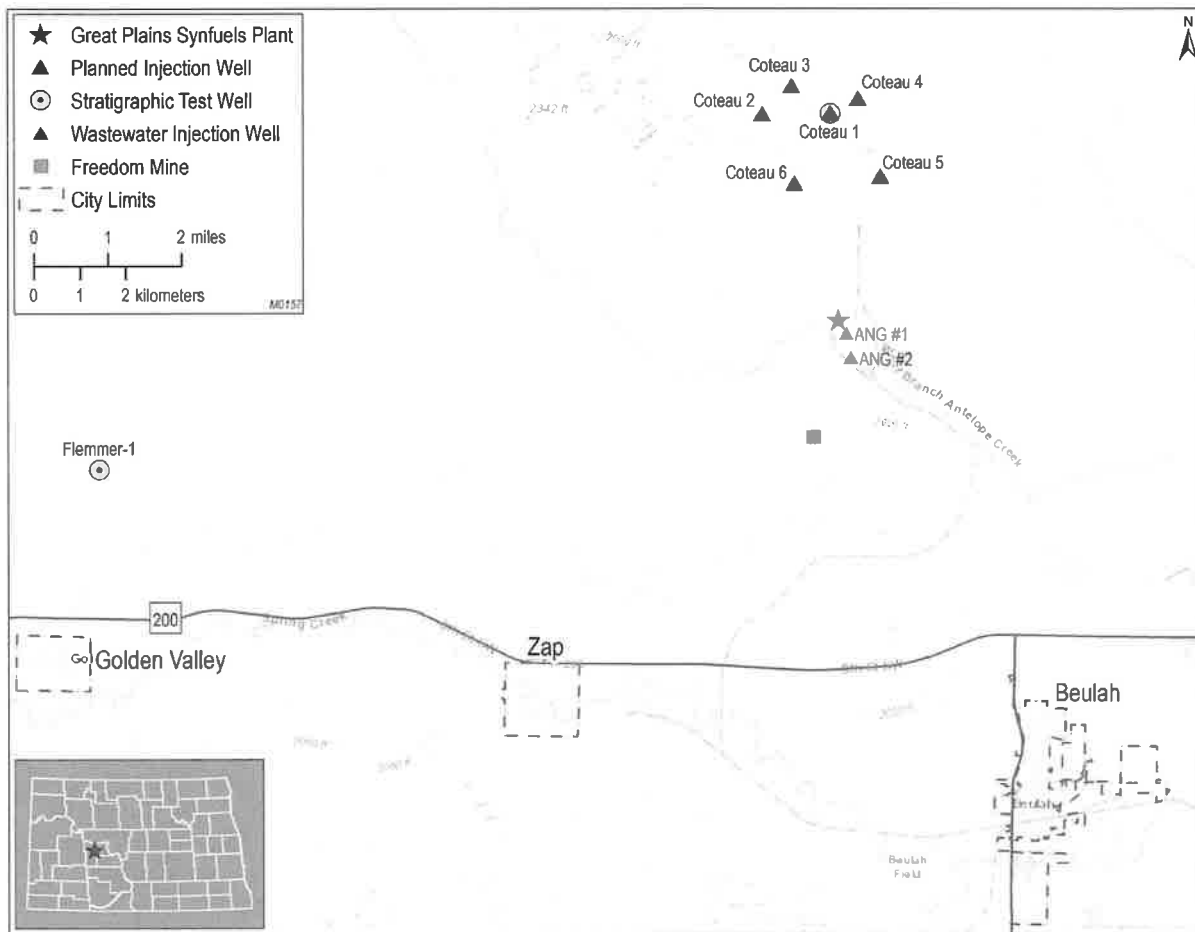 Great Plains Synfuels Plant
Planned Injection Well
Stratigraphic Test Well
Wastewater Injection Well
Freedom Mine
City Limits
0 1 2 miles
0 1 2 kilometers
N
Coteau 3
Coteau 4
Coteau 2
Coteau 1
Coteau 5
Coteau 6
2342 ft
ANG #1
ANG #2
Branch Antelope Creek
Flemmer-1
200
Spring Creek
Golden Valley
Zap
Beulah
Beulah
Beulah
Field